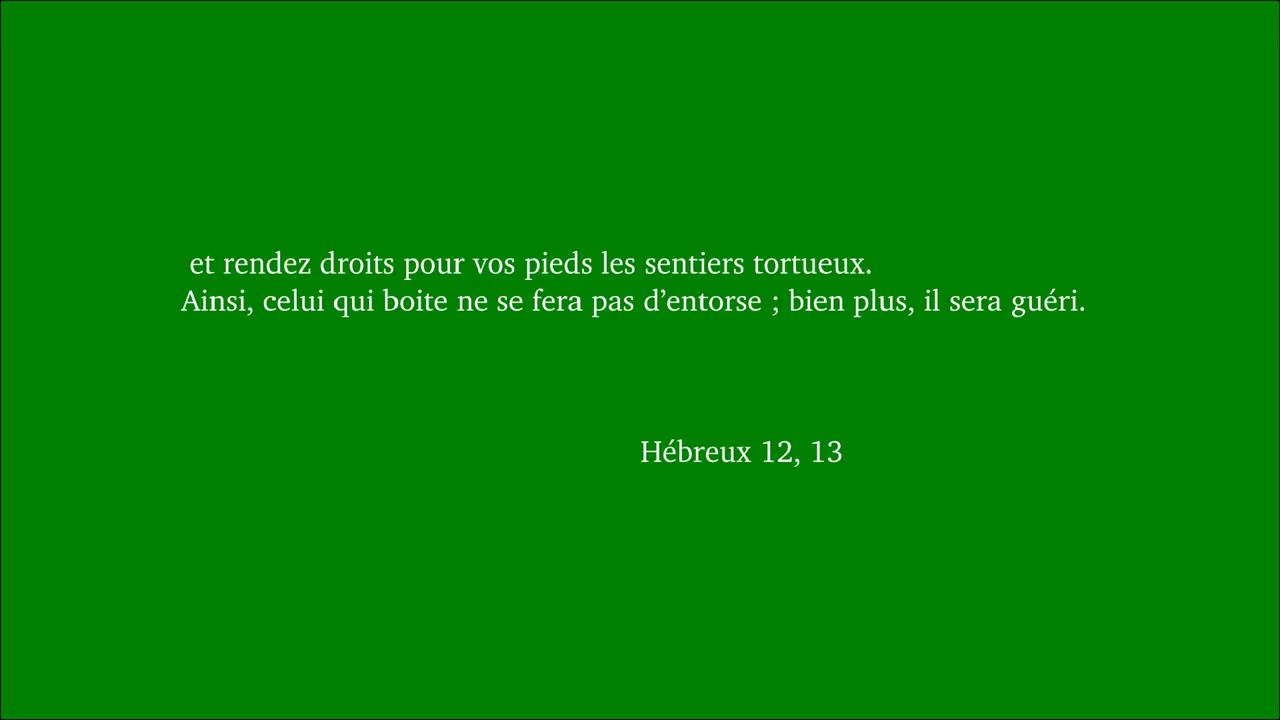 et rendez droits pour vos pieds les sentiers tortueux.
Ainsi, celui qui boite ne se fera pas d’entorse ; bien plus, il sera guéri.
Hébreux 12, 13